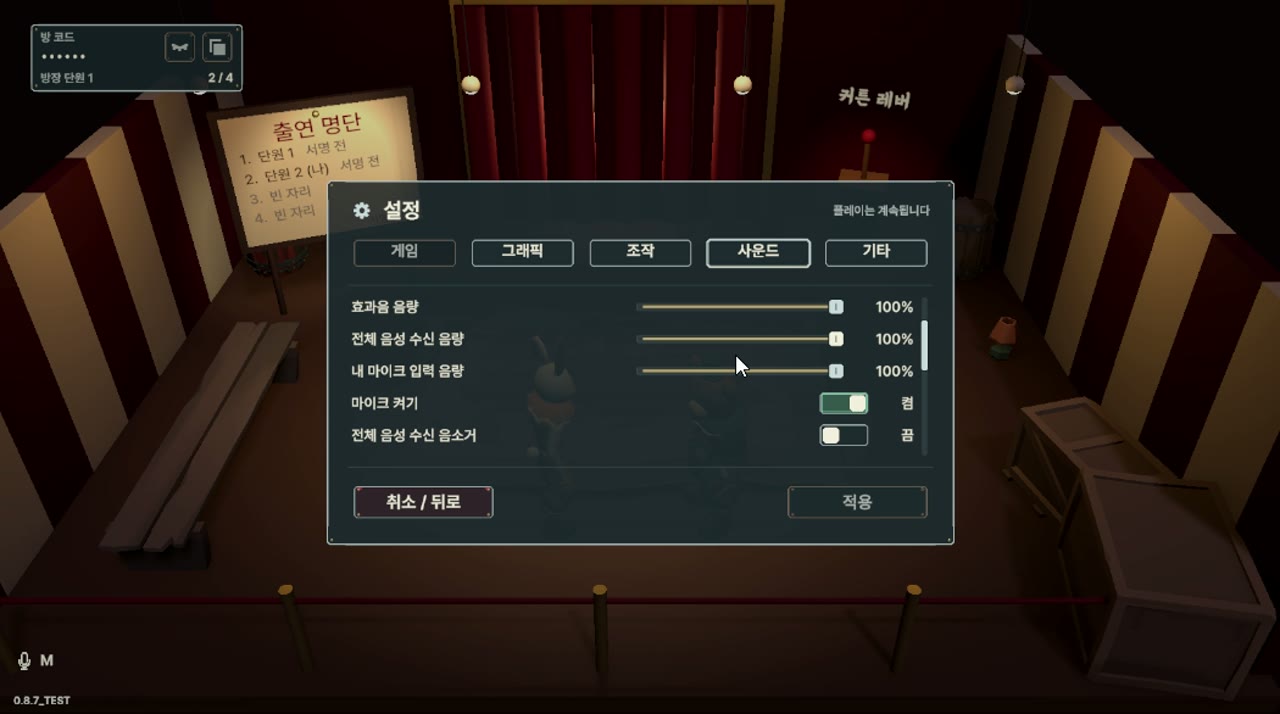 방 코드
••••••
방장 단원 1 2 / 4
출연 명단
1. 단원 1 서명 전
2. 단원 2 (나) 서명 전
3. 빈 자리
4. 빈 자리
커튼 레버
설정
플레이는 계속됩니다
게임 그래픽 조작 사운드 기타
효과음 음량 100%
전체 음성 수신 음량 100%
내 마이크 입력 음량 100%
마이크 켜기 켬
전체 음성 수신 음소거 끔
취소 / 뒤로 적용
M
0.8.7_TEST